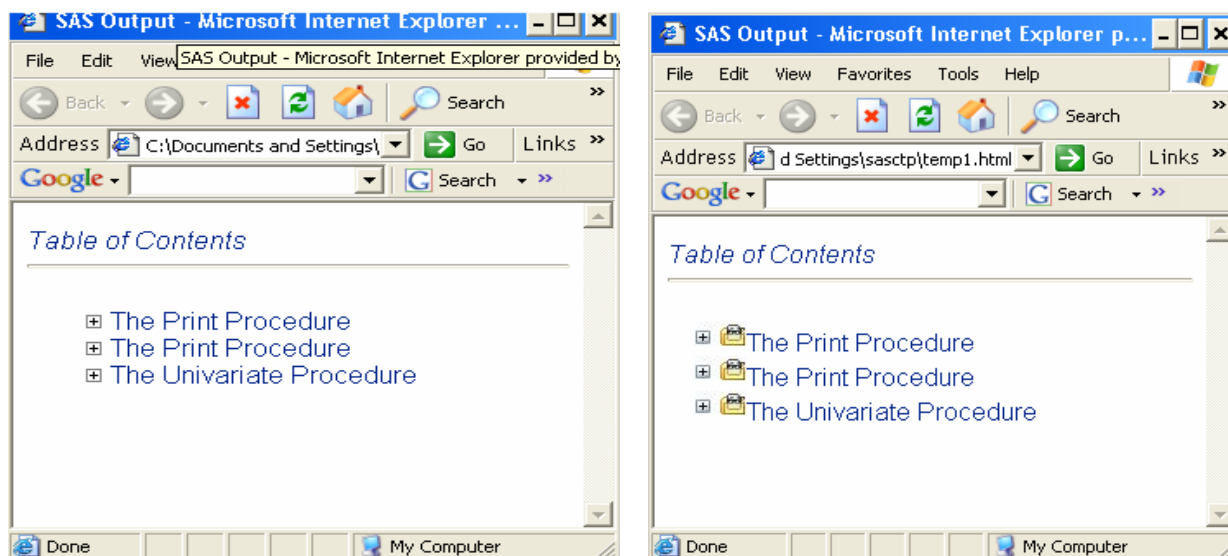 SAS Output - Microsoft Internet Explorer ...
File Edit View
SAS Output - Microsoft Internet Explorer provided by
Back Search »
Address C:\Documents and Settings\ Go Links »
Google G Search »
Table of Contents
The Print Procedure
The Print Procedure
The Univariate Procedure
Done My Computer
SAS Output - Microsoft Internet Explorer p...
File Edit View Favorites Tools Help
Back Search »
Address d Settings\sasctp\temp1.html Go Links »
Google G Search »
Table of Contents
The Print Procedure
The Print Procedure
The Univariate Procedure
Done My Computer